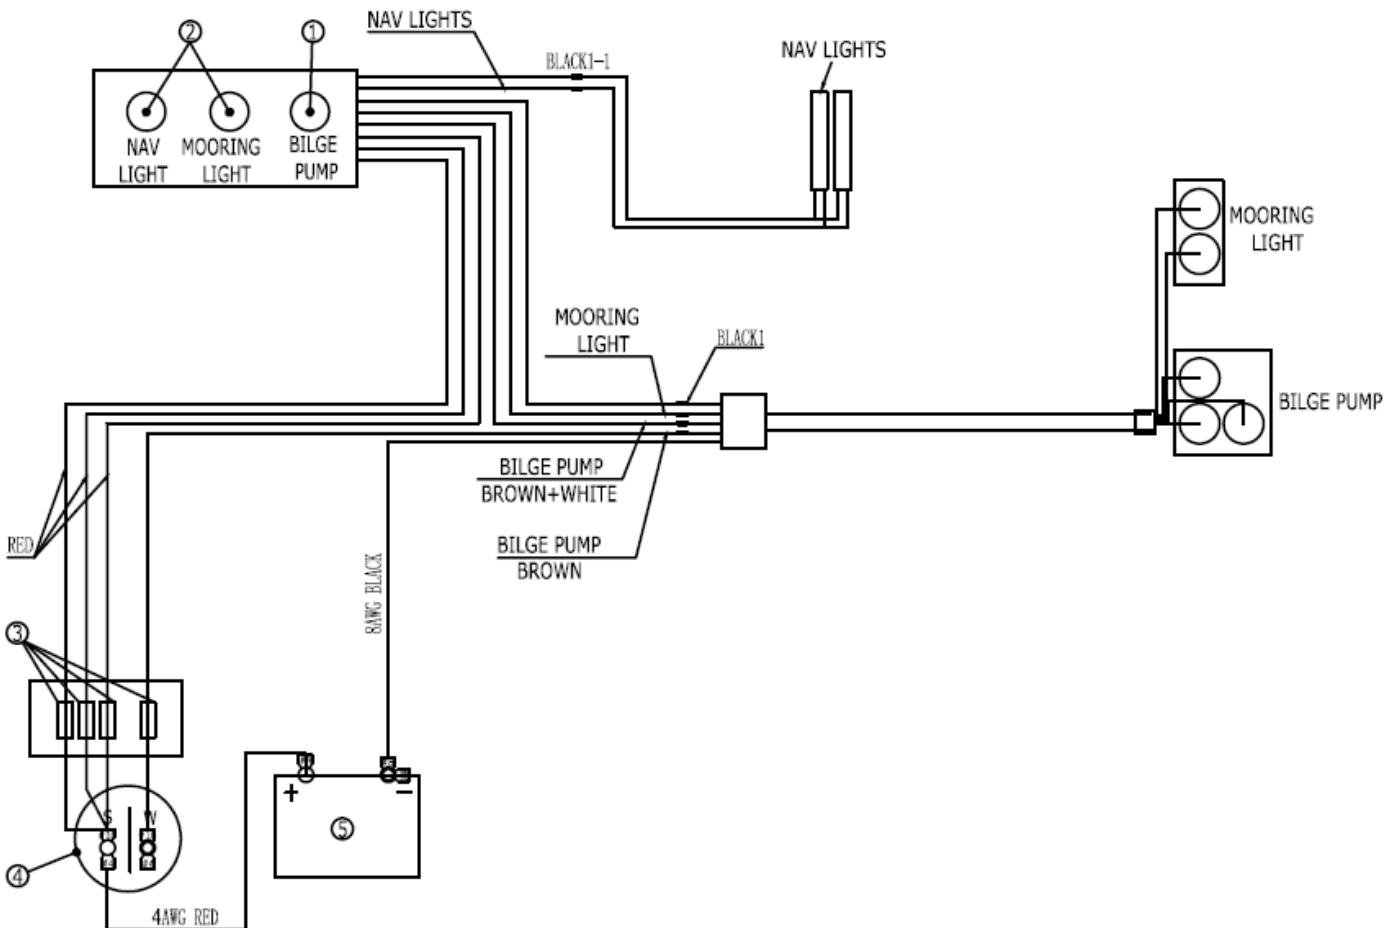 ② ①
NAV LIGHTS
BLACK1-1
NAV LIGHTS
NAV
LIGHT
MOORING
LIGHT
BILGE
PUMP
MOORING
LIGHT
MOORING
LIGHT
BLACK1
BILGE PUMP
BILGE PUMP
BROWN+WHITE
BILGE PUMP
BROWN
RED
8AWG BLACK
③
+ -
⑤
S W
④
4AWG RED